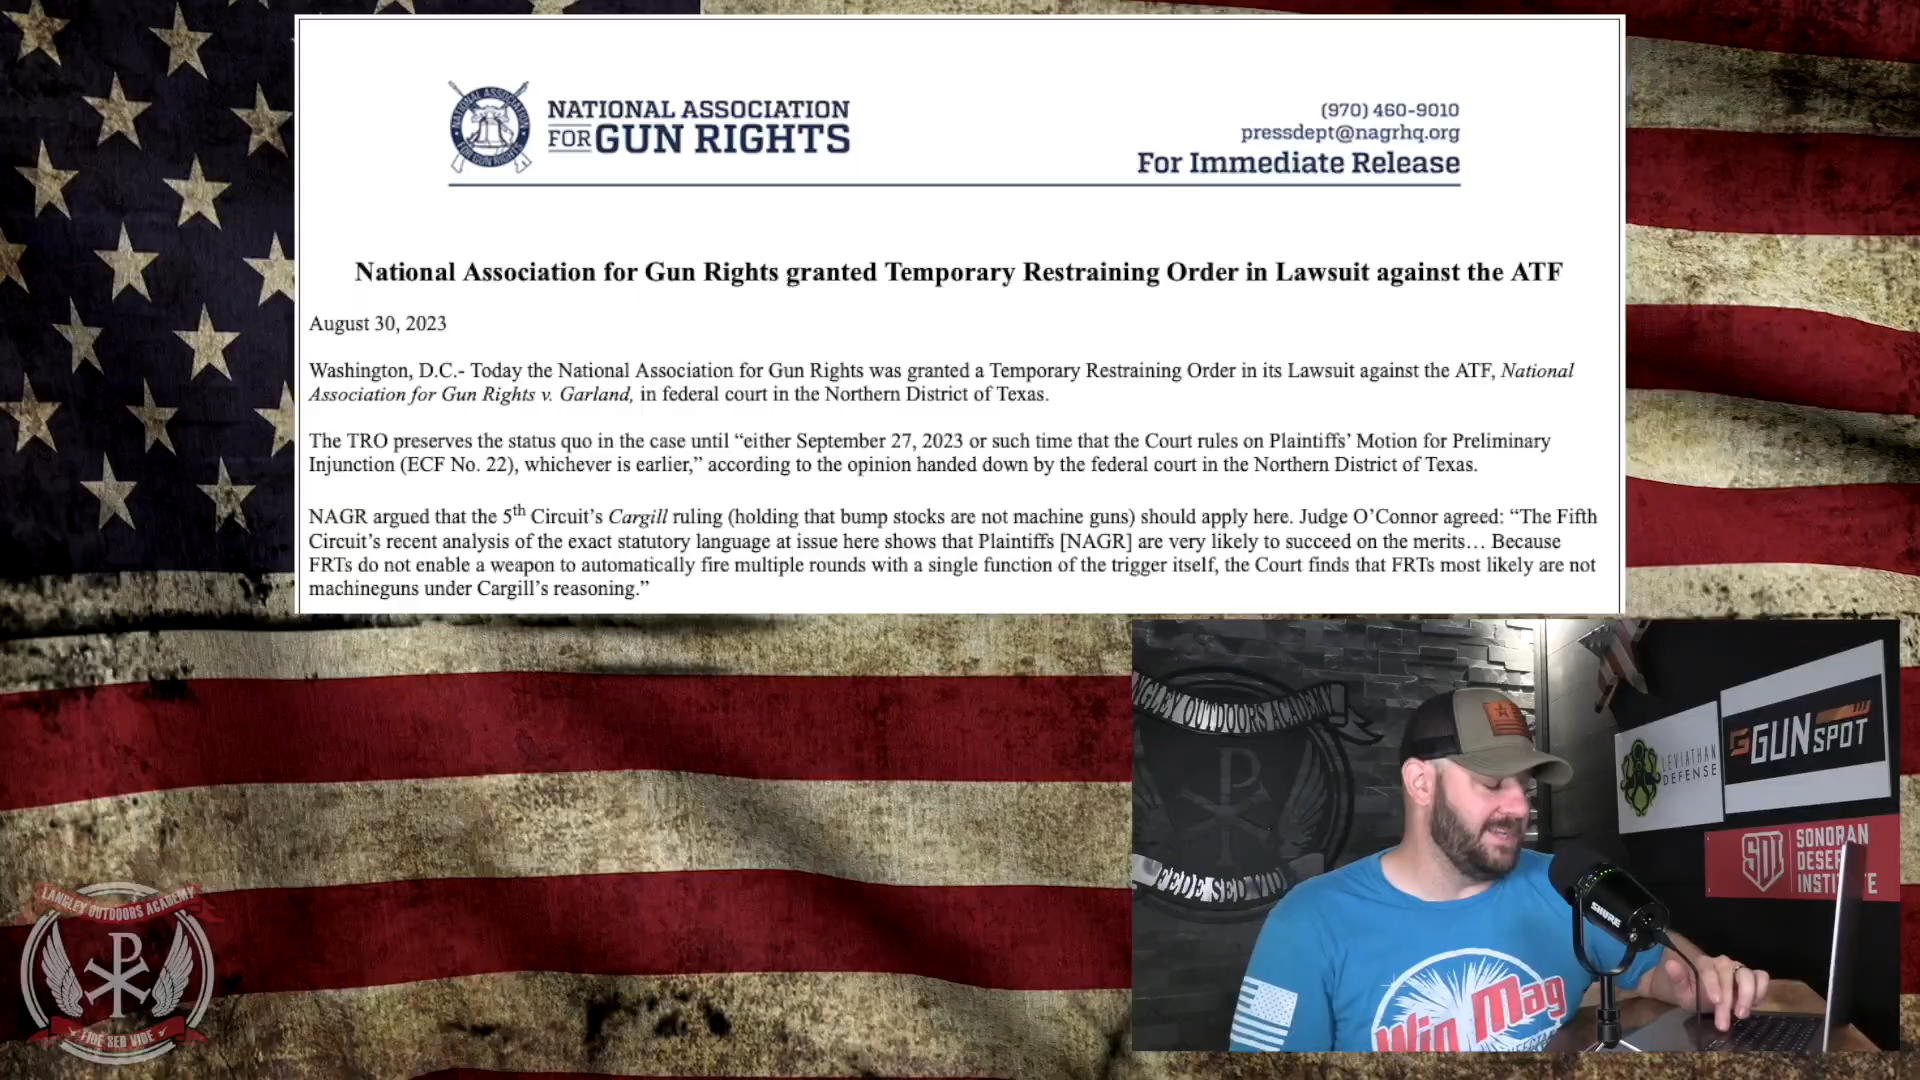 NATIONAL ASSOCIATION
FOR GUN RIGHTS
(970) 460-9010
pressdept@nagrhq.org
For Immediate Release
National Association for Gun Rights granted Temporary Restraining Order in Lawsuit against the ATF
August 30, 2023
Washington, D.C.- Today the National Association for Gun Rights was granted a Temporary Restraining Order in its Lawsuit against the ATF, National
Association for Gun Rights v. Garland, in federal court in the Northern District of Texas.
The TRO preserves the status quo in the case until “either September 27, 2023 or such time that the Court rules on Plaintiffs’ Motion for Preliminary
Injunction (ECF No. 22), whichever is earlier,” according to the opinion handed down by the federal court in the Northern District of Texas.
NAGR argued that the 5th Circuit’s Cargill ruling (holding that bump stocks are not machine guns) should apply here. Judge O’Connor agreed: “The Fifth
Circuit’s recent analysis of the exact statutory language at issue here shows that Plaintiffs [NAGR] are very likely to succeed on the merits… Because
FRTs do not enable a weapon to automatically fire multiple rounds with a single function of the trigger itself, the Court finds that FRTs most likely are not
machineguns under Cargill’s reasoning.”
NGLEY OUTDOORS ACADEMY
LEVIATHAN
DEFENSE
GUNSPOT
SDI
SONORAN
DESER
INSTI TE
SHURE
Win Mag
LANGLEY OUTDOORS ACADEMY
FIDE SED VIDE